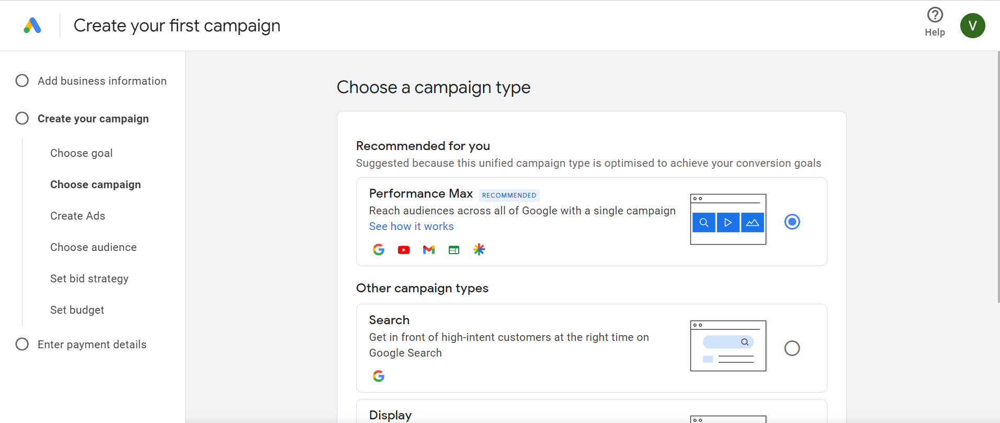 Create your first campaign
Help
V
Add business information
Create your campaign
Choose goal
Choose campaign
Create Ads
Choose audience
Set bid strategy
Set budget
Enter payment details
Choose a campaign type
Recommended for you
Suggested because this unified campaign type is optimised to achieve your conversion goals
Performance Max RECOMMENDED
Reach audiences across all of Google with a single campaign
See how it works
Other campaign types
Search
Get in front of high-intent customers at the right time on
Google Search
Display